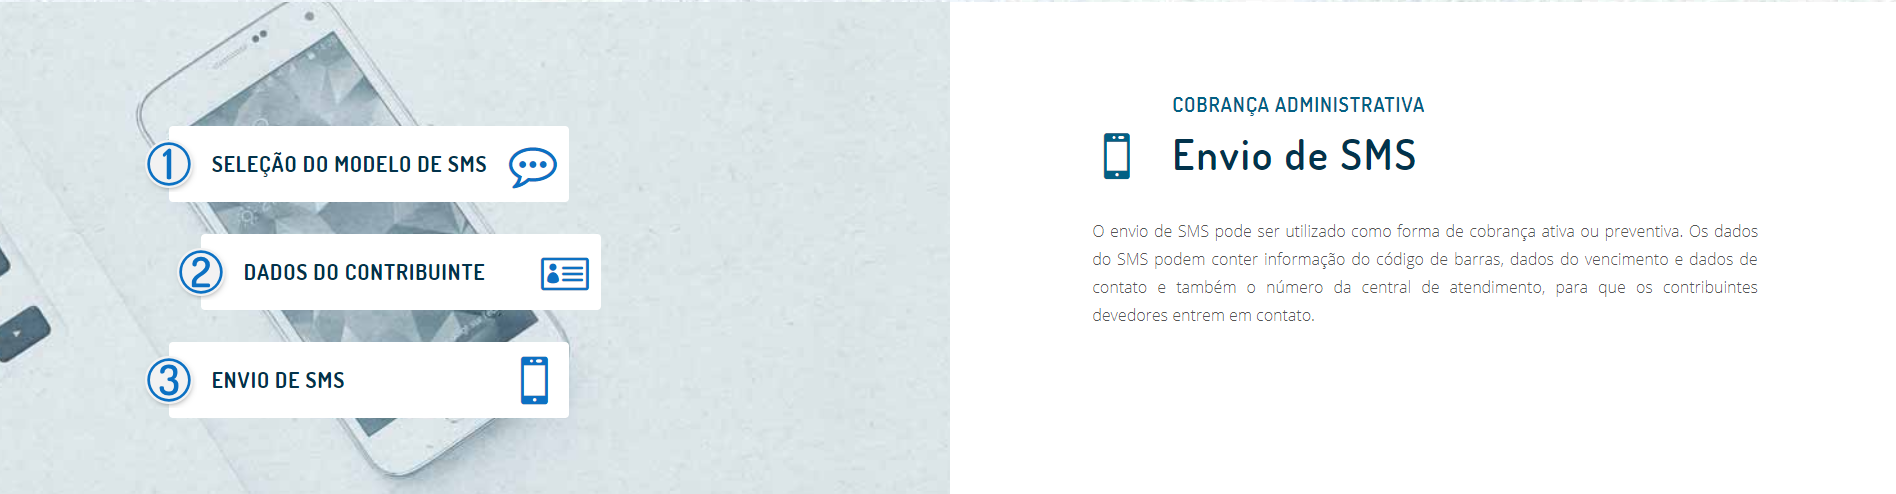 1 SELEÇÃO DO MODELO DE SMS
2 DADOS DO CONTRIBUINTE
3 ENVIO DE SMS
COBRANÇA ADMINISTRATIVA
Envio de SMS
O envio de SMS pode ser utilizado como forma de cobrança ativa ou preventiva. Os dados
do SMS podem conter informação do código de barras, dados do vencimento e dados de
contato e também o número da central de atendimento, para que os contribuintes
devedores entrem em contato.